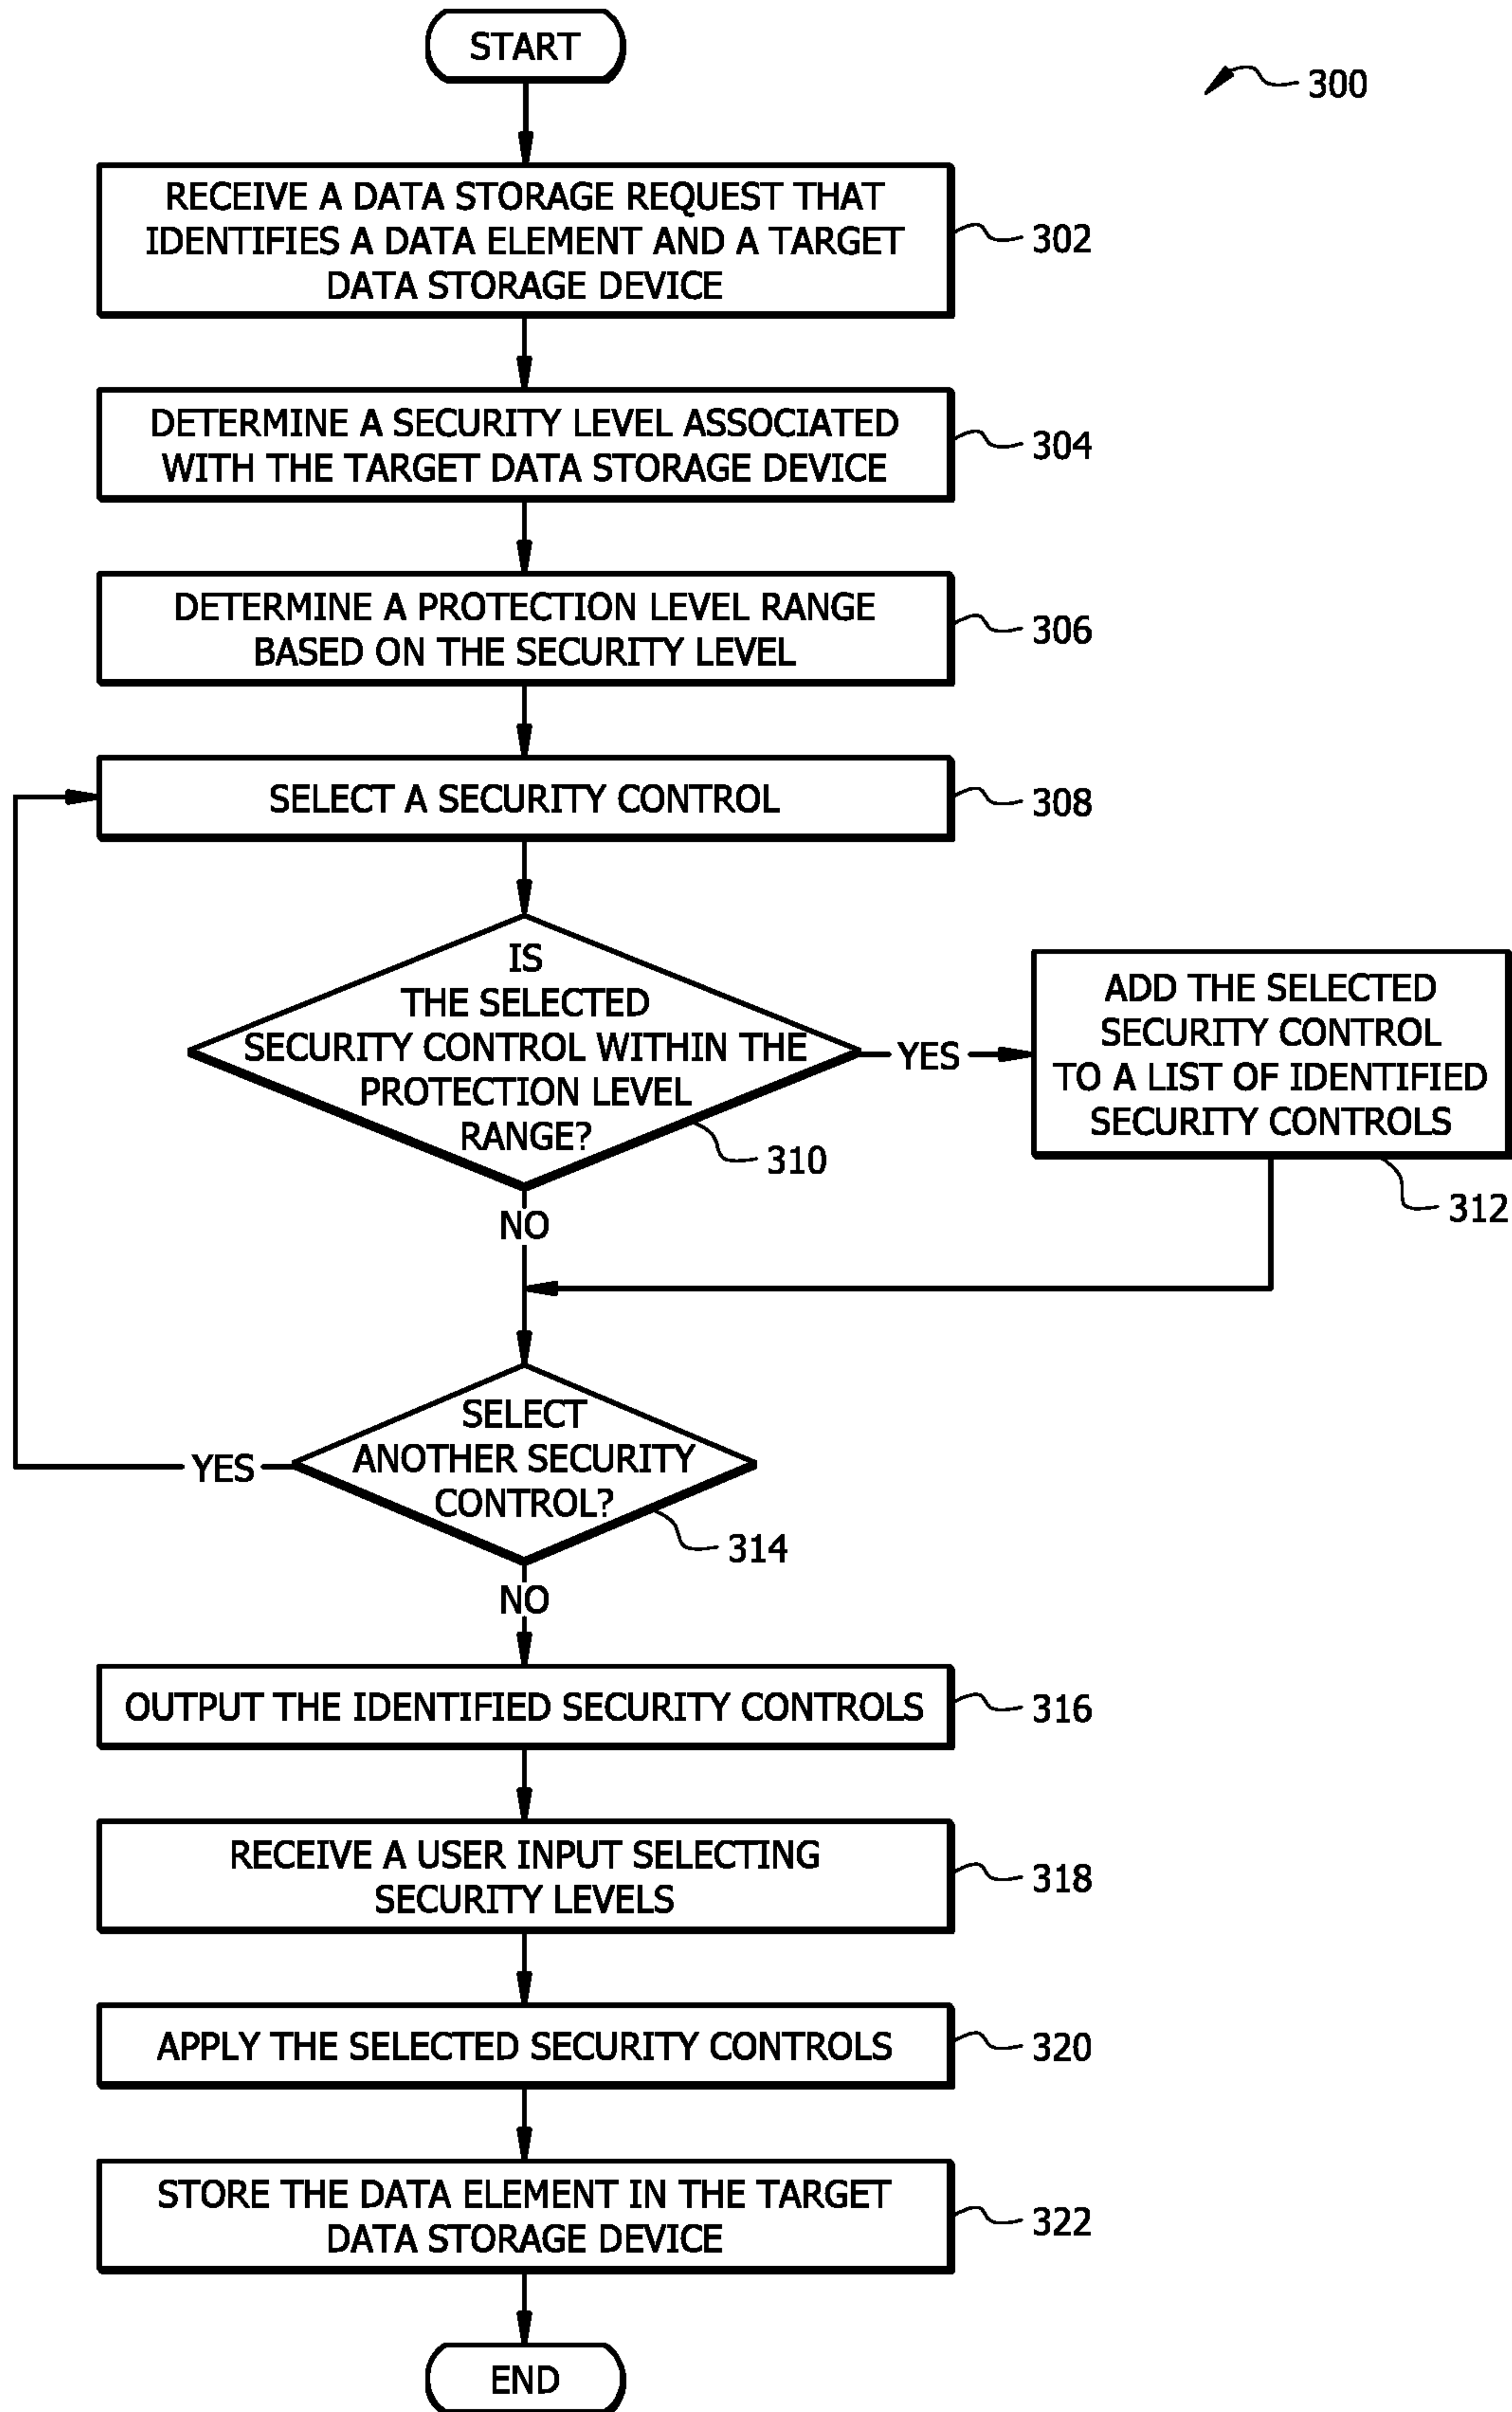 START
300
RECEIVE A DATA STORAGE REQUEST THAT
IDENTIFIES A DATA ELEMENT AND A TARGET
DATA STORAGE DEVICE
302
DETERMINE A SECURITY LEVEL ASSOCIATED
WITH THE TARGET DATA STORAGE DEVICE
304
DETERMINE A PROTECTION LEVEL RANGE
BASED ON THE SECURITY LEVEL
306
SELECT A SECURITY CONTROL
308
IS
THE SELECTED
SECURITY CONTROL WITHIN THE
PROTECTION LEVEL
RANGE?
310
YES
ADD THE SELECTED
SECURITY CONTROL
TO A LIST OF IDENTIFIED
SECURITY CONTROLS
312
NO
SELECT
ANOTHER SECURITY
CONTROL?
314
YES
NO
OUTPUT THE IDENTIFIED SECURITY CONTROLS
316
RECEIVE A USER INPUT SELECTING
SECURITY LEVELS
318
APPLY THE SELECTED SECURITY CONTROLS
320
STORE THE DATA ELEMENT IN THE TARGET
DATA STORAGE DEVICE
322
END